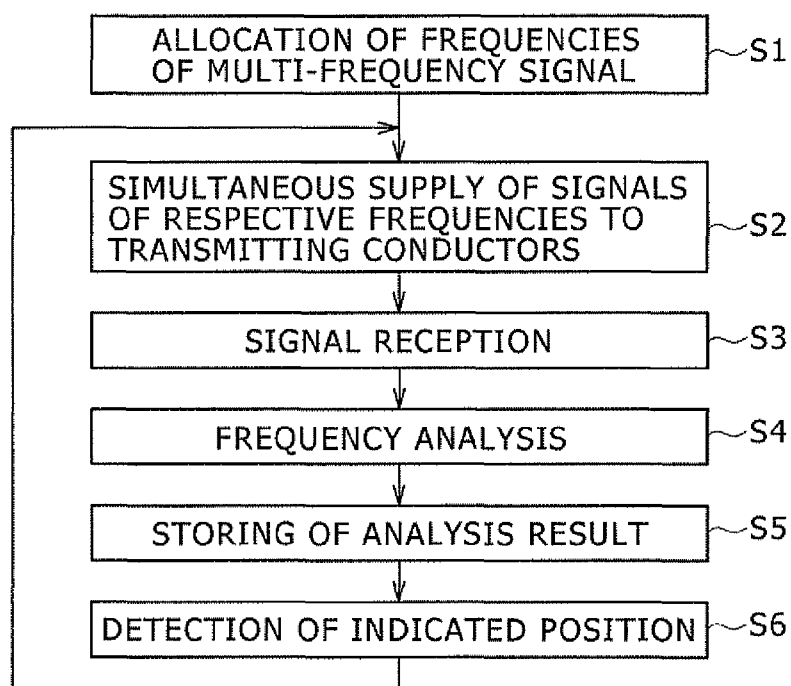 ALLOCATION OF FREQUENCIES
OF MULTI-FREQUENCY SIGNAL
S1
SIMULTANEOUS SUPPLY OF SIGNALS
OF RESPECTIVE FREQUENCIES TO
TRANSMITTING CONDUCTORS
S2
SIGNAL RECEPTION
S3
FREQUENCY ANALYSIS
S4
STORING OF ANALYSIS RESULT
S5
DETECTION OF INDICATED POSITION
S6